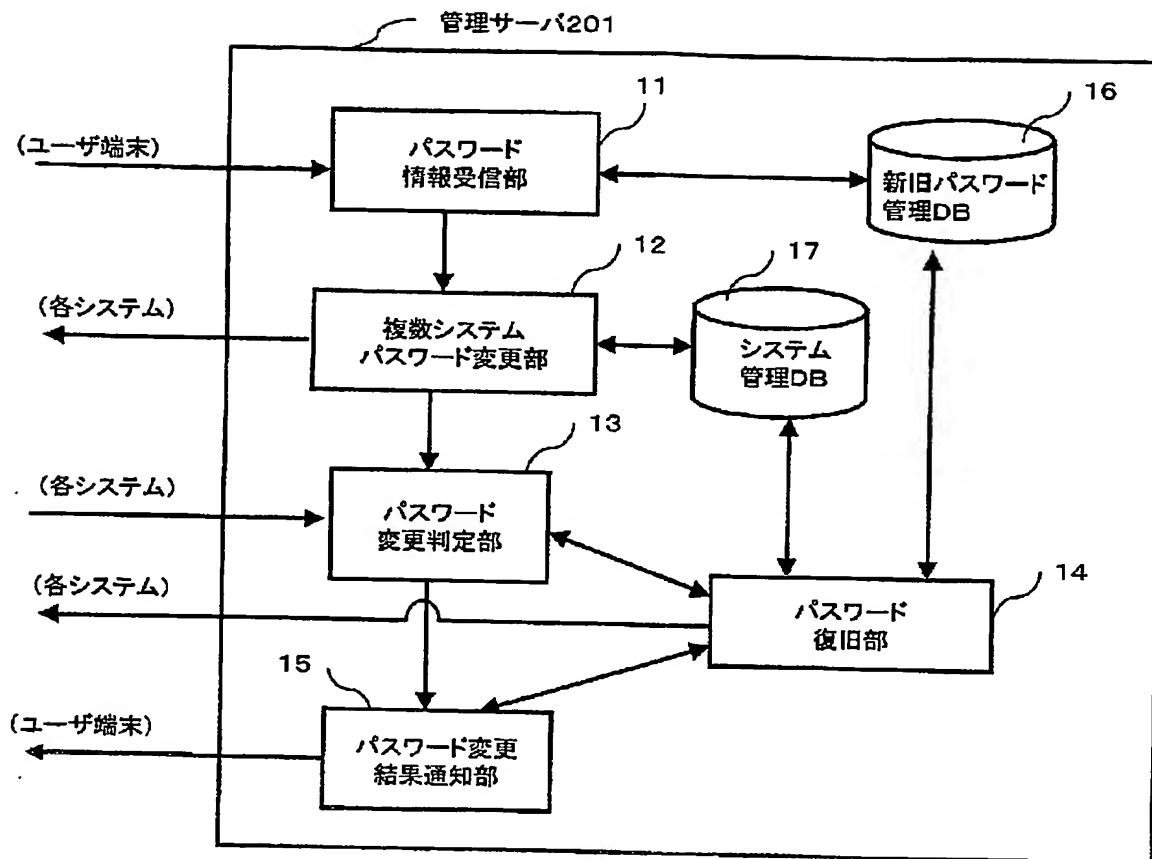 管理サーバ201
11
16
(ユーザ端末)
パスワード
情報受信部
新旧パスワード
管理DB
12
17
(各システム)
複数システム
パスワード変更部
システム
管理DB
13
(各システム)
パスワード
変更判定部
(各システム)
14
パスワード
復旧部
15
(ユーザ端末)
パスワード変更
結果通知部